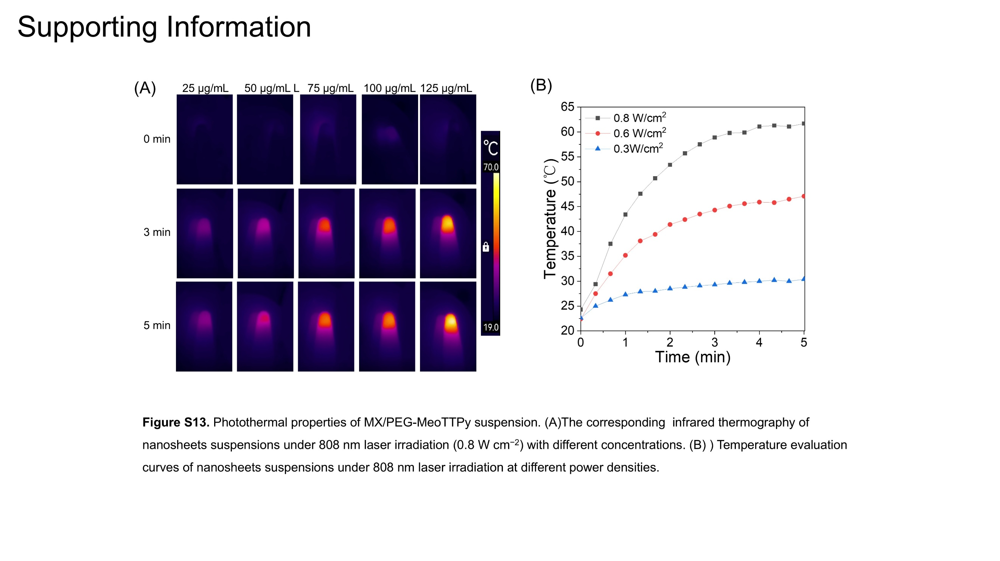 Supporting Information
(A)
25 µg/mL 50 µg/mL L 75 µg/mL 100 µg/mL 125 µg/mL
0 min
3 min
5 min
°C
70.0
19.0
(B)
65
60
55
50
45
40
35
30
25
20
0.8 W/cm²
0.6 W/cm²
0.3W/cm²
Temperature (℃)
0 1 2 3 4 5
Time (min)
Figure S13. Photothermal properties of MX/PEG-MeoTTPy suspension. (A)The corresponding  infrared thermography of
nanosheets suspensions under 808 nm laser irradiation (0.8 W cm⁻²) with different concentrations. (B) ) Temperature evaluation
curves of nanosheets suspensions under 808 nm laser irradiation at different power densities.